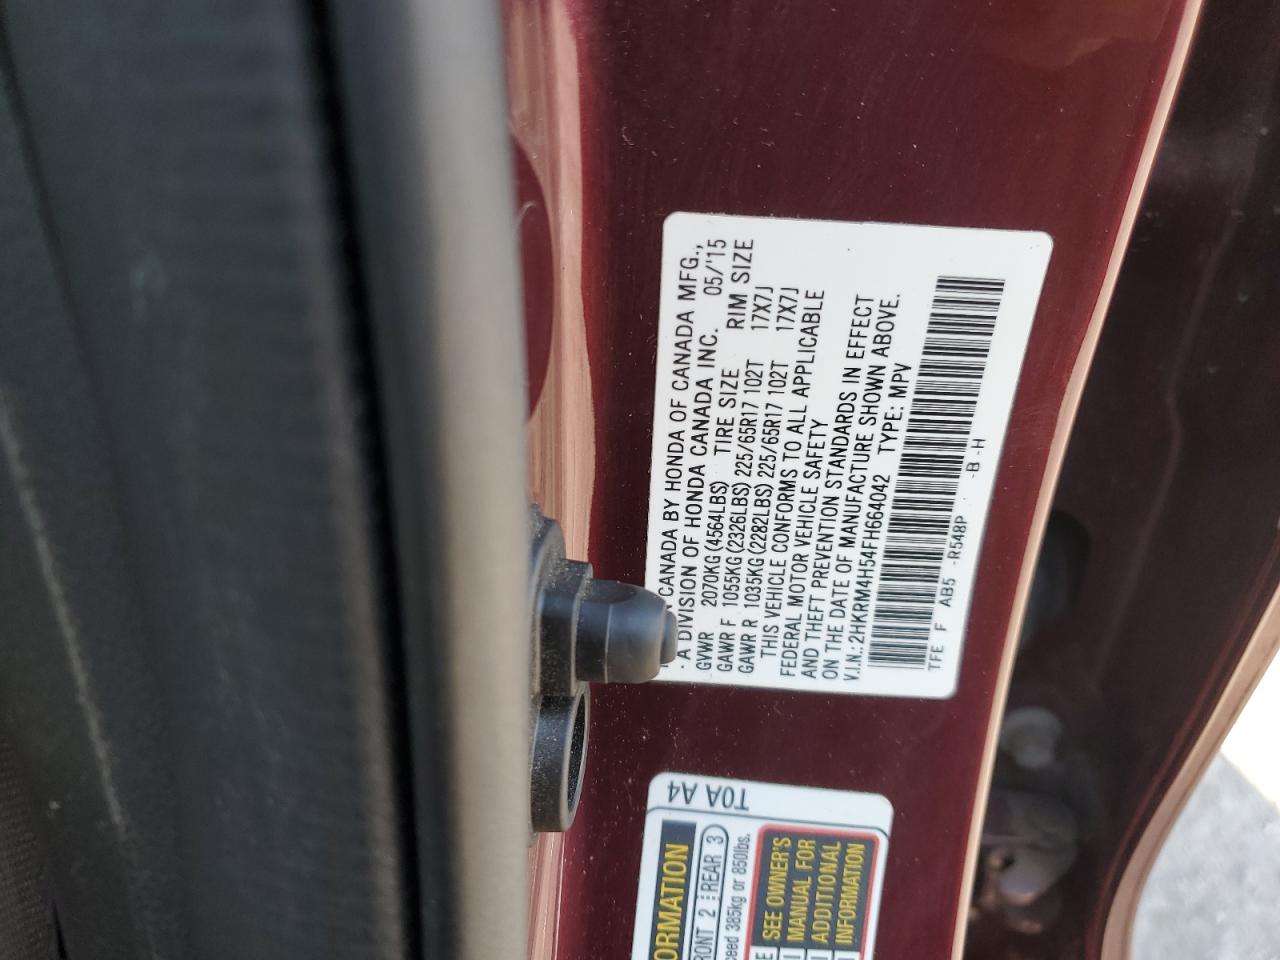 CANADA BY HONDA OF CANADA MFG.,
A DIVISION OF HONDA CANADA INC. 05/'15
GVWR 2070KG(4564LBS) TIRE SIZE RIM SIZE
GAWR F 1055KG(2326LBS) 225/65R17 102T 17X7J
GAWR R 1035KG(2282LBS) 225/65R17 102T 17X7J
THIS VEHICLE CONFORMS TO ALL APPLICABLE
FEDERAL MOTOR VEHICLE SAFETY
AND THEFT PREVENTION STANDARDS IN EFFECT
ON THE DATE OF MANUFACTURE SHOWN ABOVE.
V.I.N.:2HKRM4H54FH664042 TYPE: MPV
TFE F AB5 -R548P -B -H
T0A A4
ORMATION
RONT 2 REAR 3
ceed 385kg or 850lbs.
SEE OWNER'S
MANUAL FOR
ADDITIONAL
INFORMATION